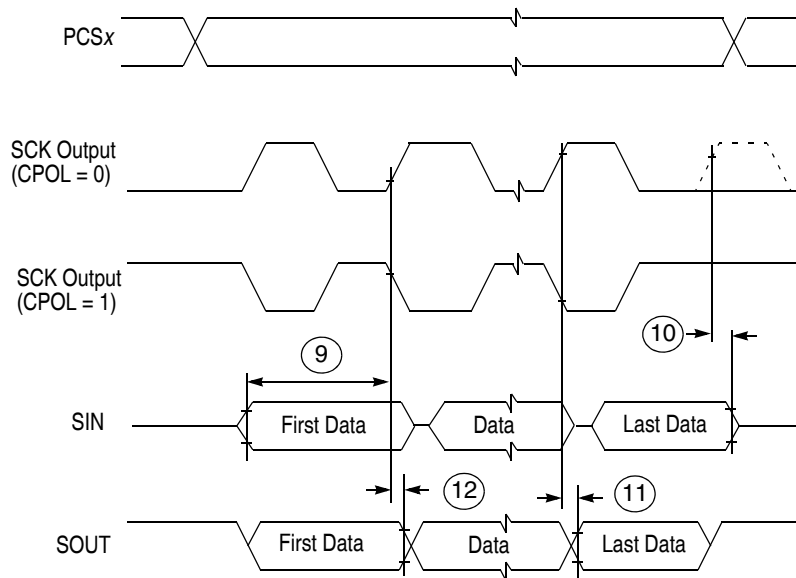 PCSx
SCK Output
(CPOL = 0)
SCK Output
(CPOL = 1)
10
9
SIN
First Data
Data
Last Data
12
11
SOUT
First Data
Data
Last Data